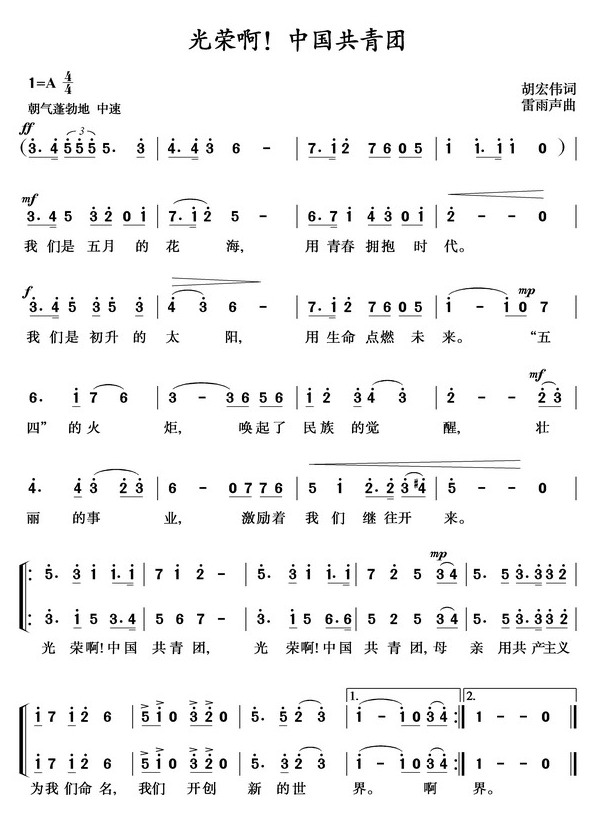 光荣啊！中国共青团
1=A 4/4
胡宏伟词
朝气蓬勃地 中速
雷雨声曲
ff
(3. 4 5 5 5 5. 3 | 4. 3 4 3 6 - | 7. 1 2 7 6 0 5 | 1 1. 1 1 0 )
mf
3. 4 5 3 2 0 1 | 7. 1 2 5 - | 6. 7 1 4 3 0 1 | 2 - - 0
我们是 五月 的 花 海, 用 青春 拥抱 时 代。
f mp
3. 4 5 3 5 3 | 4 3 6 - | 7. 1 2 7 6 0 5 | 1 - 1 0 7
我们是 初升 的 太 阳, 用生命 点燃 未 来。 “五
mf
6. 1 7 6 | 3 - 3 6 5 6 | 1 2 3 4 3 | 2 - - 2 3
四” 的 火 炬, 唤起了 民族 的觉 醒, 壮
4. 4 3 2 3 | 6 - 0 7 7 6 | 5 1 2. 2 3 #4 | 5 - - 0
丽 的事 业, 激励着 我 们 继 往开 来。
mp
5. 3 1 1. 1 | 7 1 2 - | 5. 3 1 1. 1 | 7 2 5 3 4 | 5. 5 3. 3 3 2
3. 1 5 3. 4 | 5 6 7 - | 3. 1 5 6. 6 | 5 2 5 3 4 | 5. 5 3. 3 3 2
光 荣啊!中国 共 青 团, 光 荣啊!中国 共 青 团,母 亲 用共产主义
1. 2.
1 7 1 2 6 | 5 1 0 3 2 0 | 5. 5 2 3 | 1 - 1 0 3 4 :| 1 - - 0
1 7 1 2 6 | 5 1 0 3 2 0 | 5. 5 2 3 | 1 - 1 0 3 4 :| 1 - - 0
为我们命名, 我们 开创 新 的世 界。 啊 界。